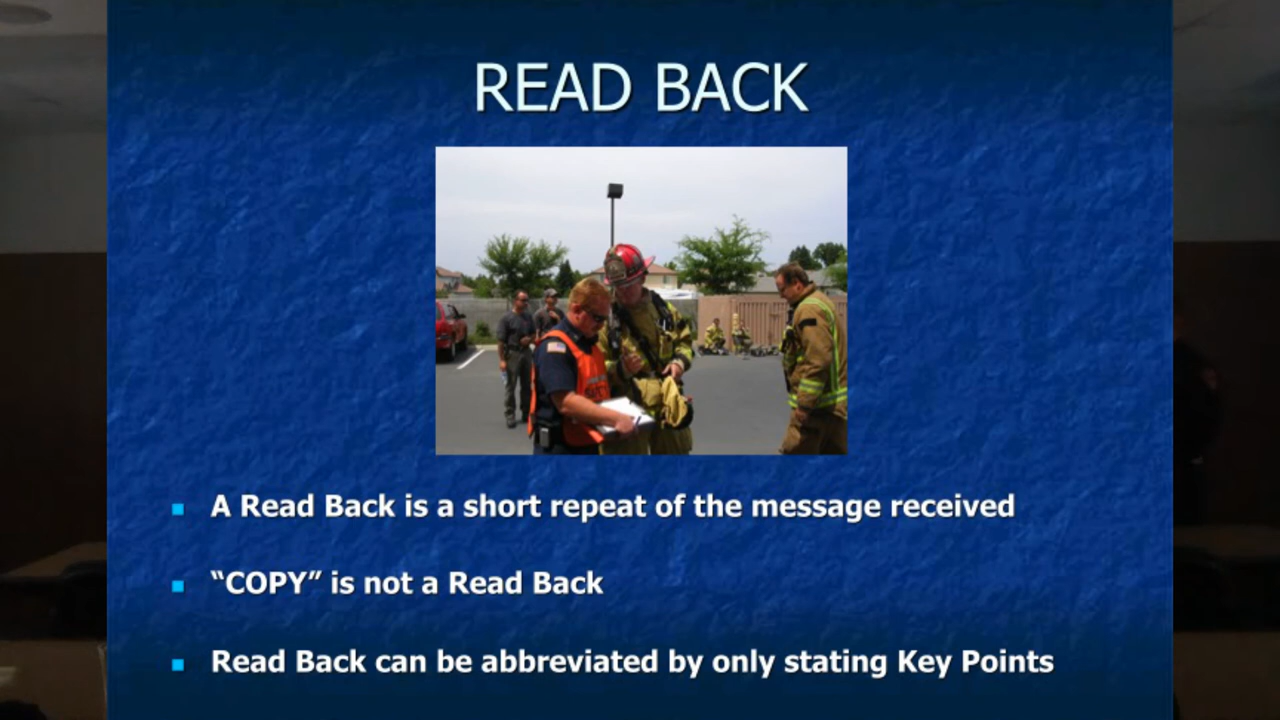 READ BACK
A Read Back is a short repeat of the message received
“COPY” is not a Read Back
Read Back can be abbreviated by only stating Key Points